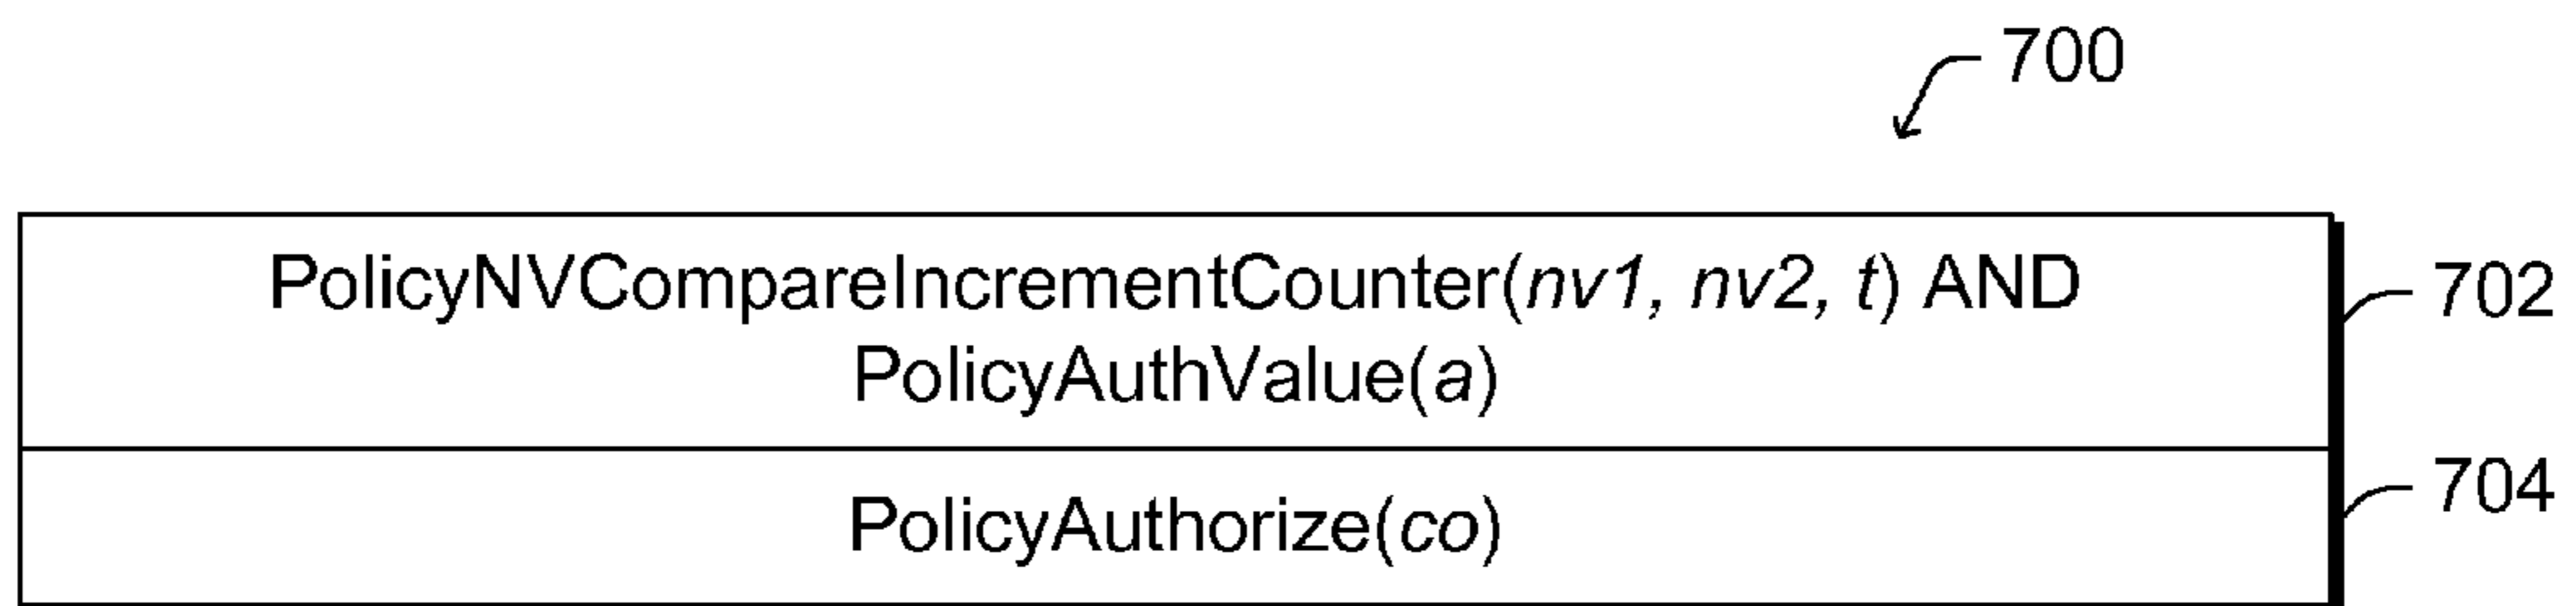 700
PolicyNVCompareIncrementCounter(nv1, nv2, t) AND
702
PolicyAuthValue(a)
704
PolicyAuthorize(co)